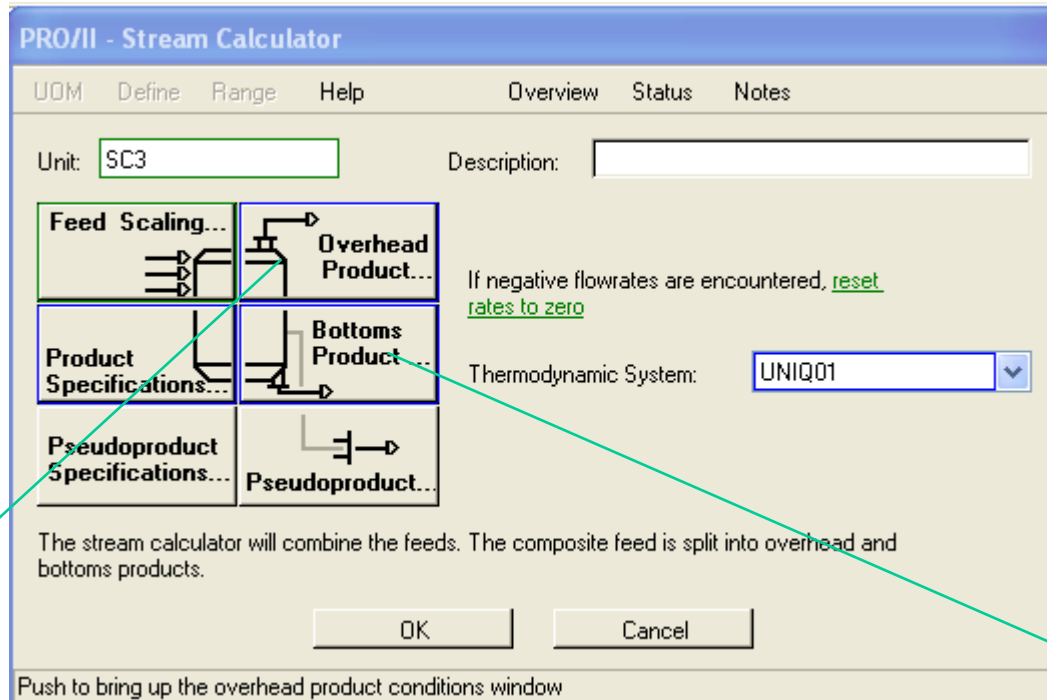 PRO/II - Stream Calculator
UOM Define Range Help Overview Status Notes
Unit: SC3 Description:
Feed Scaling...
Overhead
Product...
If negative flowrates are encountered, reset
rates to zero
Product
Specifications...
Bottoms
Product ...
Thermodynamic System: UNIQ01
Pseudoproduct
Specifications...
Pseudoproduct...
The stream calculator will combine the feeds. The composite feed is split into overhead and
bottoms products.
OK Cancel
Push to bring up the overhead product conditions window